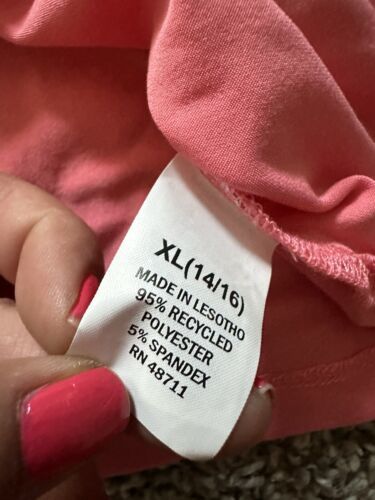 XL(14/16)
MADE IN LESOTHO
95% RECYCLED
POLYESTER
5% SPANDEX
RN 48711